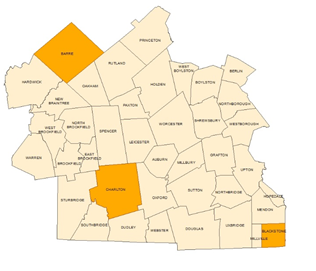 PRINCETON
BARRE
RUTLAND
HARDWICK
OAKHAM
HOLDEN
WEST
BOYLSTON
BOYLSTON
BERLIN
NEW
BRAINTREE
PAXTON
NORTHBOROUGH
WEST
BROOKFIELD
NORTH
BROOKFIELD
SPENCER
WORCESTER
SHREWSBURY
WESTBOROUGH
LEICESTER
WARREN
BROOKFIELD
EAST
BROOKFIELD
AUBURN
MILLBURY
GRAFTON
UPTON
CHARLTON
STURBRIDGE
OXFORD
SUTTON
NORTHBRIDGE
HOPEDALE
MENDON
SOUTHBRIDGE
DUDLEY
WEBSTER
DOUGLAS
UXBRIDGE
BLACKSTONE
MILLVILLE